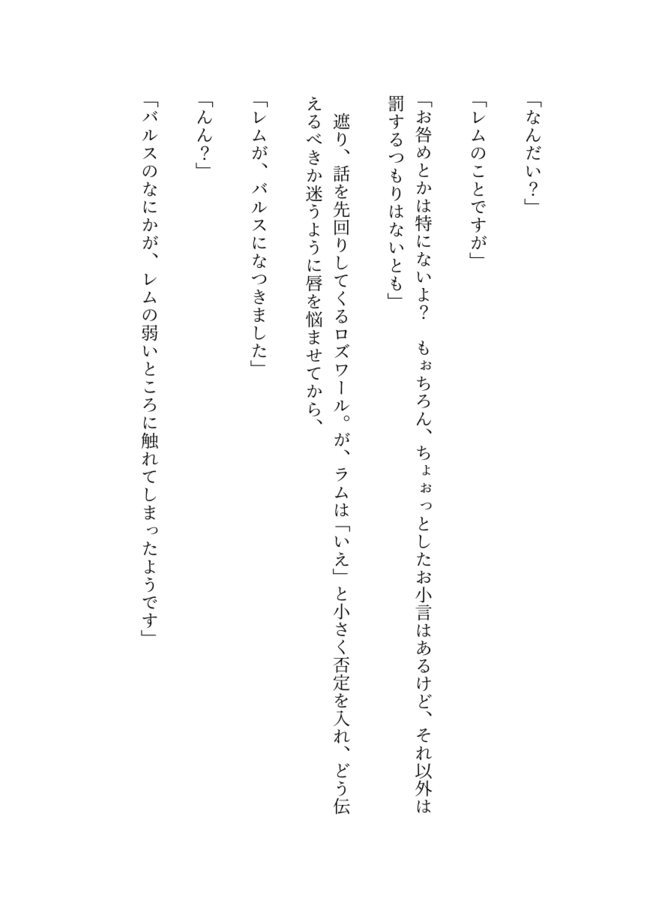 「なんだい？」
「レムのことですが」
「お咎めとかは特にないよ？　もぉちろん、ちょぉっとしたお小言はあるけど、それ以外は
罰するつもりはないとも」
　遮り、話を先回りしてくるロズワール。が、ラムは「いえ」と小さく否定を入れ、どう伝
えるべきか迷うように唇を悩ませてから、
「レムが、バルスになつきました」
「んん？」
「バルスのなにかが、レムの弱いところに触れてしまったようです」